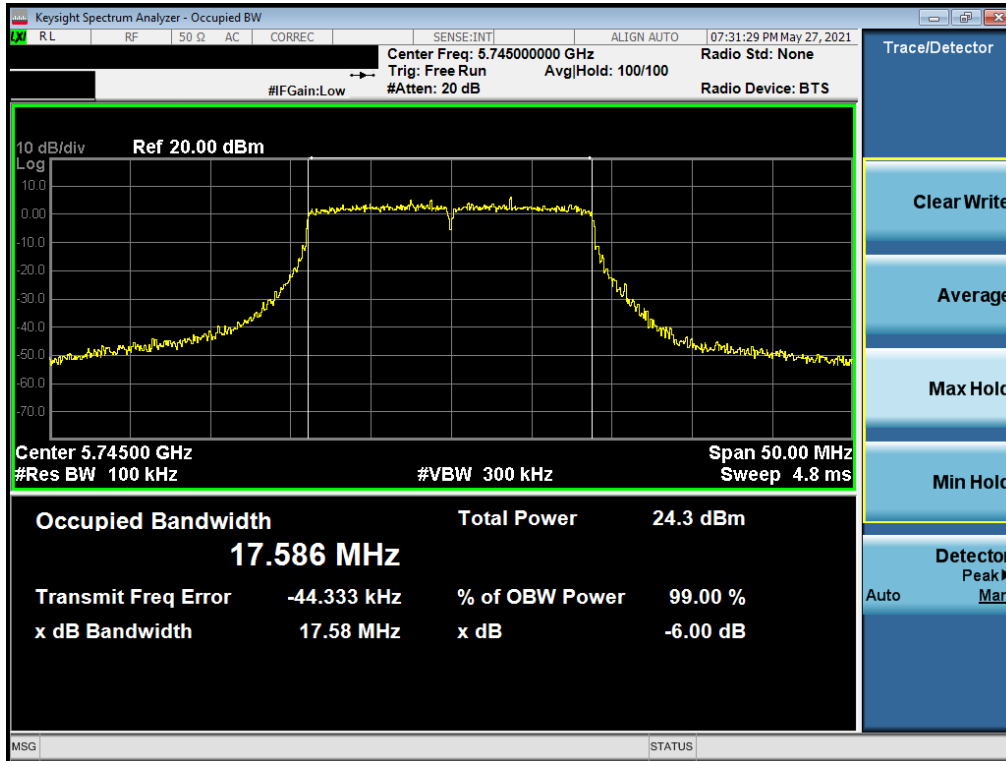 Keysight Spectrum Analyzer - Occupied BW
LXI RL RF 50 Ω AC CORREC SENSE:INT ALIGN AUTO 07:31:29 PM May 27, 2021
Center Freq: 5.745000000 GHz Radio Std: None
Trig: Free Run Avg|Hold: 100/100
#IFGain:Low #Atten: 20 dB Radio Device: BTS
Trace/Detector
10 dB/div Ref 20.00 dBm
Log
10.0
0.00
-10.0
-20.0
-30.0
-40.0
-50.0
-60.0
-70.0
Center 5.74500 GHz Span 50.00 MHz
#Res BW 100 kHz #VBW 300 kHz Sweep 4.8 ms
Clear Write
Average
Max Hold
Min Hold
Detector
Peak
Auto Man
Occupied Bandwidth Total Power 24.3 dBm
17.586 MHz
Transmit Freq Error -44.333 kHz % of OBW Power 99.00 %
x dB Bandwidth 17.58 MHz x dB -6.00 dB
MSG STATUS